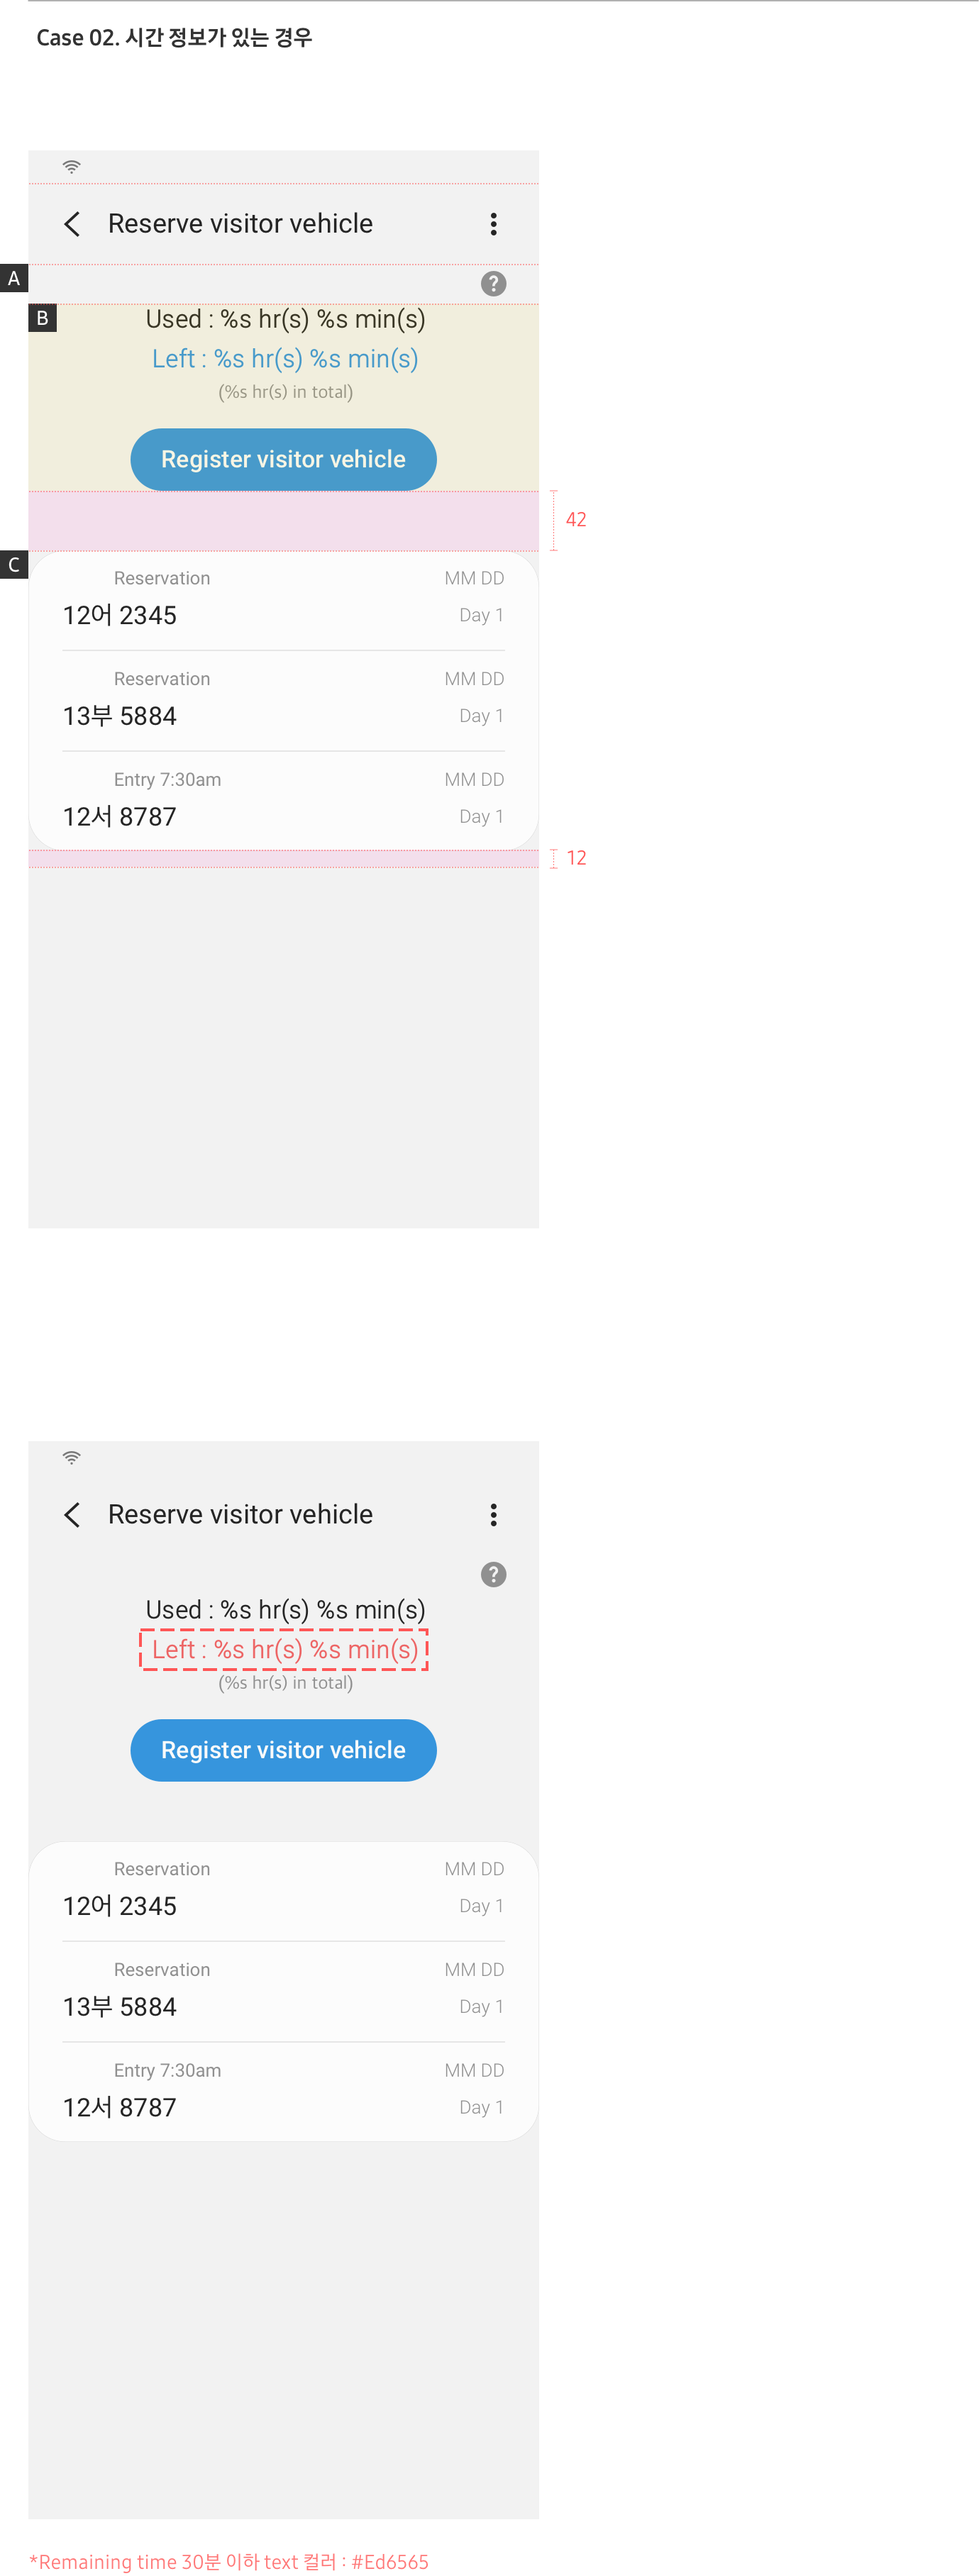 Case 02. 시간 정보가 있는 경우
Reserve visitor vehicle
A
?
B
Used : %s hr(s) %s min(s)
Left : %s hr(s) %s min(s)
(%s hr(s) in total)
Register visitor vehicle
42
C
Reservation MM DD
12어 2345 Day 1
Reservation MM DD
13부 5884 Day 1
Entry 7:30am MM DD
12서 8787 Day 1
12
Reserve visitor vehicle
?
Used : %s hr(s) %s min(s)
Left : %s hr(s) %s min(s)
(%s hr(s) in total)
Register visitor vehicle
Reservation MM DD
12어 2345 Day 1
Reservation MM DD
13부 5884 Day 1
Entry 7:30am MM DD
12서 8787 Day 1
*Remaining time 30분 이하 text 컬러 : #Ed6565